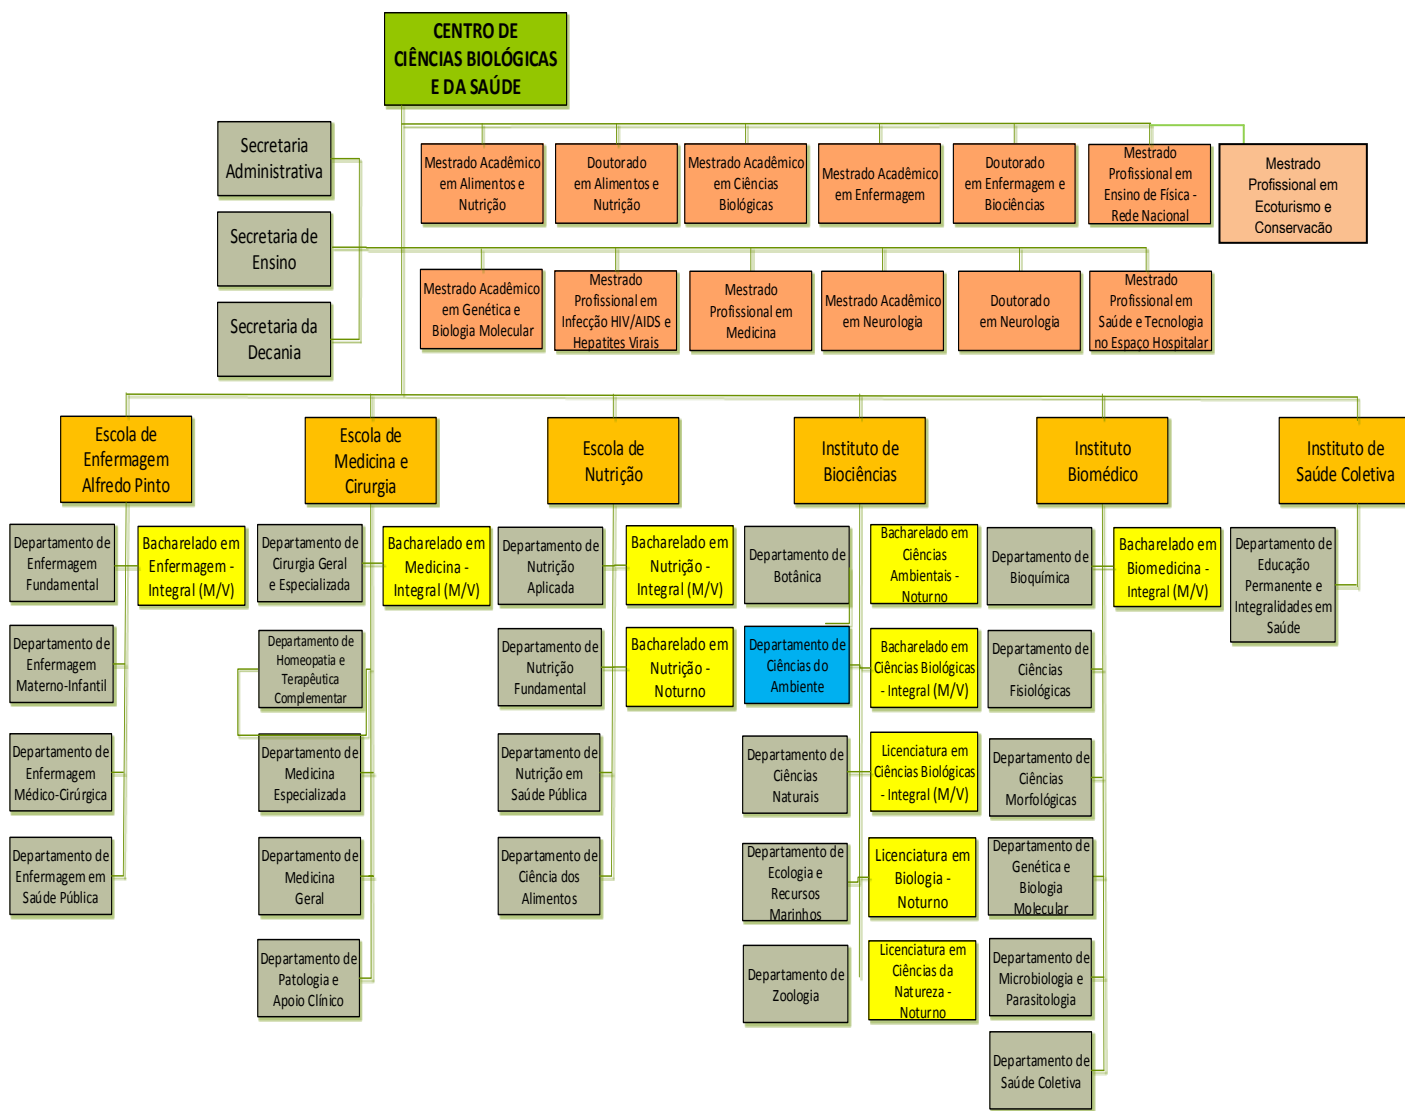 CENTRO DE
CIÊNCIAS BIOLÓGICAS
E DA SAÚDE
Secretaria
Administrativa
Secretaria de
Ensino
Secretaria da
Decania
Mestrado Acadêmico
em Alimentos e
Nutrição
Doutorado
em Alimentos e
Nutrição
Mestrado Acadêmico
em Ciências
Biológicas
Mestrado Acadêmico
em Enfermagem
Doutorado
em Enfermagem e
Biociências
Mestrado
Profissional em
Ensino de Física -
Rede Nacional
Mestrado
Profissional em
Ecoturismo e
Conservacão
Mestrado Acadêmico
em Genética e
Biologia Molecular
Mestrado
Profissional em
Infecção HIV/AIDS e
Hepatites Virais
Mestrado
Profissional em
Medicina
Mestrado Acadêmico
em Neurologia
Doutorado
em Neurologia
Mestrado
Profissional em
Saúde e Tecnologia
no Espaço Hospitalar
Escola de
Enfermagem
Alfredo Pinto
Departamento de
Enfermagem
Fundamental
Bacharelado em
Enfermagem -
Integral (M/V)
Departamento de
Enfermagem
Materno-Infantil
Departamento de
Enfermagem
Médico-Cirúrgica
Departamento de
Enfermagem em
Saúde Pública
Escola de
Medicina e
Cirurgia
Departamento de
Cirurgia Geral
e Especializada
Bacharelado em
Medicina -
Integral (M/V)
Departamento de
Homeopatia e
Terapêutica
Complementar
Departamento de
Medicina
Especializada
Departamento de
Medicina
Geral
Departamento de
Patologia e
Apoio Clínico
Escola de
Nutrição
Departamento de
Nutrição
Aplicada
Bacharelado em
Nutrição -
Integral (M/V)
Departamento de
Nutrição
Fundamental
Bacharelado em
Nutrição -
Noturno
Departamento de
Nutrição em
Saúde Pública
Departamento de
Ciência dos
Alimentos
Instituto de
Biociências
Departamento de
Botânica
Bacharelado em
Ciências
Ambientais -
Noturno
Departamento de
Ciências do
Ambiente
Bacharelado em
Ciências Biológicas
- Integral (M/V)
Departamento de
Ciências
Naturais
Licenciatura em
Ciências Biológicas
- Integral (M/V)
Departamento de
Ecologia e
Recursos
Marinhos
Licenciatura em
Biologia -
Noturno
Departamento de
Zoologia
Licenciatura em
Ciências da
Natureza -
Noturno
Instituto
Biomédico
Departamento de
Bioquímica
Bacharelado em
Biomedicina -
Integral (M/V)
Departamento de
Ciências
Fisiológicas
Departamento de
Ciências
Morfológicas
Departamento de
Genética e
Biologia
Molecular
Departamento de
Microbiologia e
Parasitologia
Departamento de
Saúde Coletiva
Instituto de
Saúde Coletiva
Departamento de
Educação
Permanente e
Integralidades em
Saúde